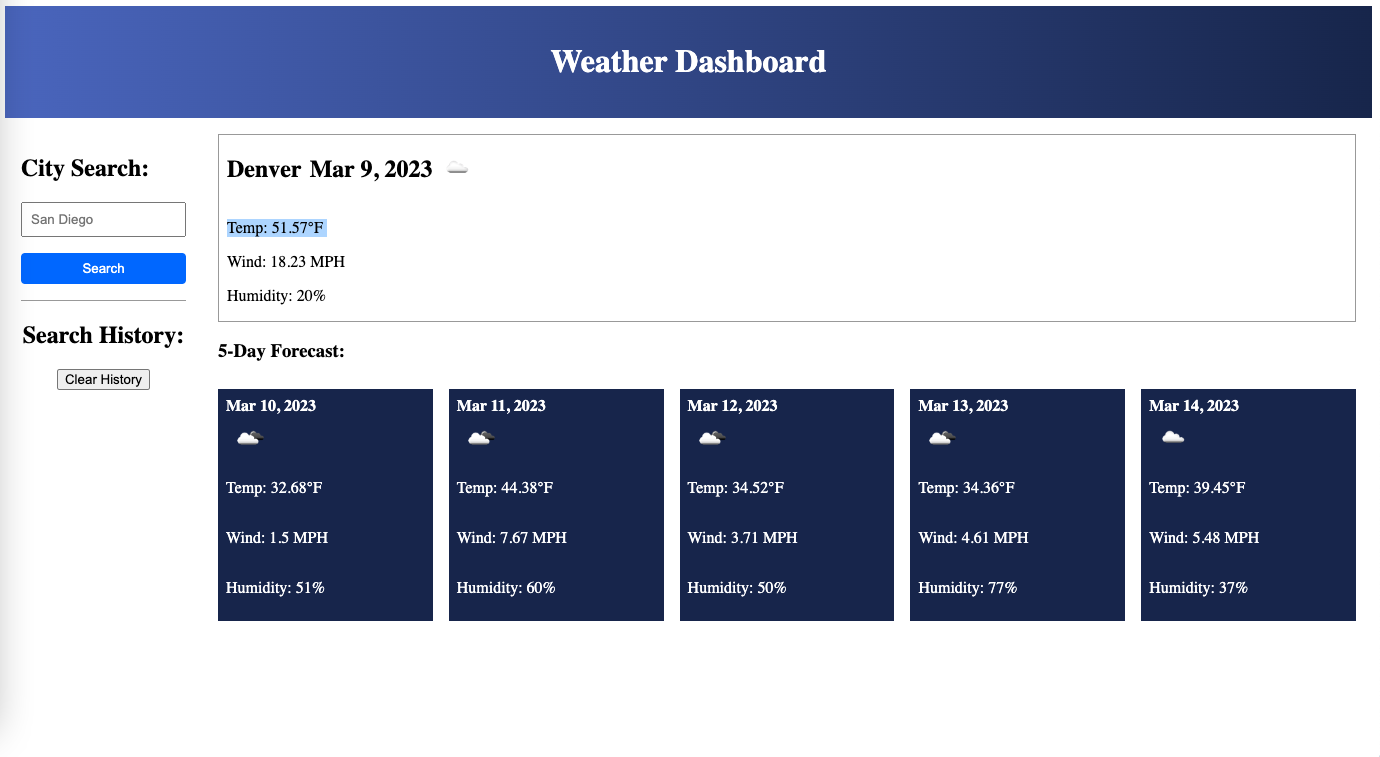 Weather Dashboard
City Search:
San Diego
Search
Search History:
Clear History
Denver Mar 9, 2023
Temp: 51.57°F
Wind: 18.23 MPH
Humidity: 20%
5-Day Forecast:
Mar 10, 2023
Temp: 32.68°F
Wind: 1.5 MPH
Humidity: 51%
Mar 11, 2023
Temp: 44.38°F
Wind: 7.67 MPH
Humidity: 60%
Mar 12, 2023
Temp: 34.52°F
Wind: 3.71 MPH
Humidity: 50%
Mar 13, 2023
Temp: 34.36°F
Wind: 4.61 MPH
Humidity: 77%
Mar 14, 2023
Temp: 39.45°F
Wind: 5.48 MPH
Humidity: 37%